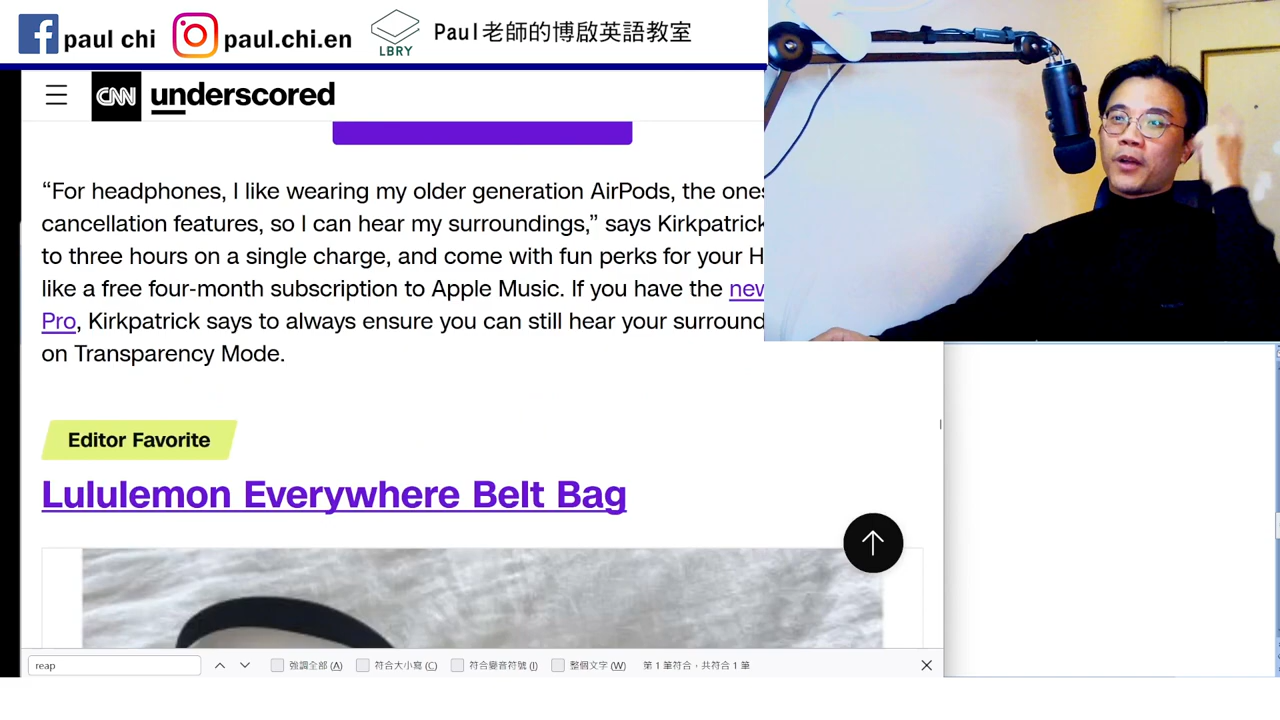 paul chi
paul.chi.en
LBRY
Paul老師的博啟英語教室
CNN underscored
“For headphones, I like wearing my older generation AirPods, the ones
cancellation features, so I can hear my surroundings,” says Kirkpatrick
to three hours on a single charge, and come with fun perks for your H
like a free four-month subscription to Apple Music. If you have the new
Pro, Kirkpatrick says to always ensure you can still hear your surround
on Transparency Mode.
Editor Favorite
Lululemon Everywhere Belt Bag
reap
強調全部 (A)
符合大小寫 (C)
符合變音符號 (I)
整個文字 (W)
第 1 筆符合，共符合 1 筆